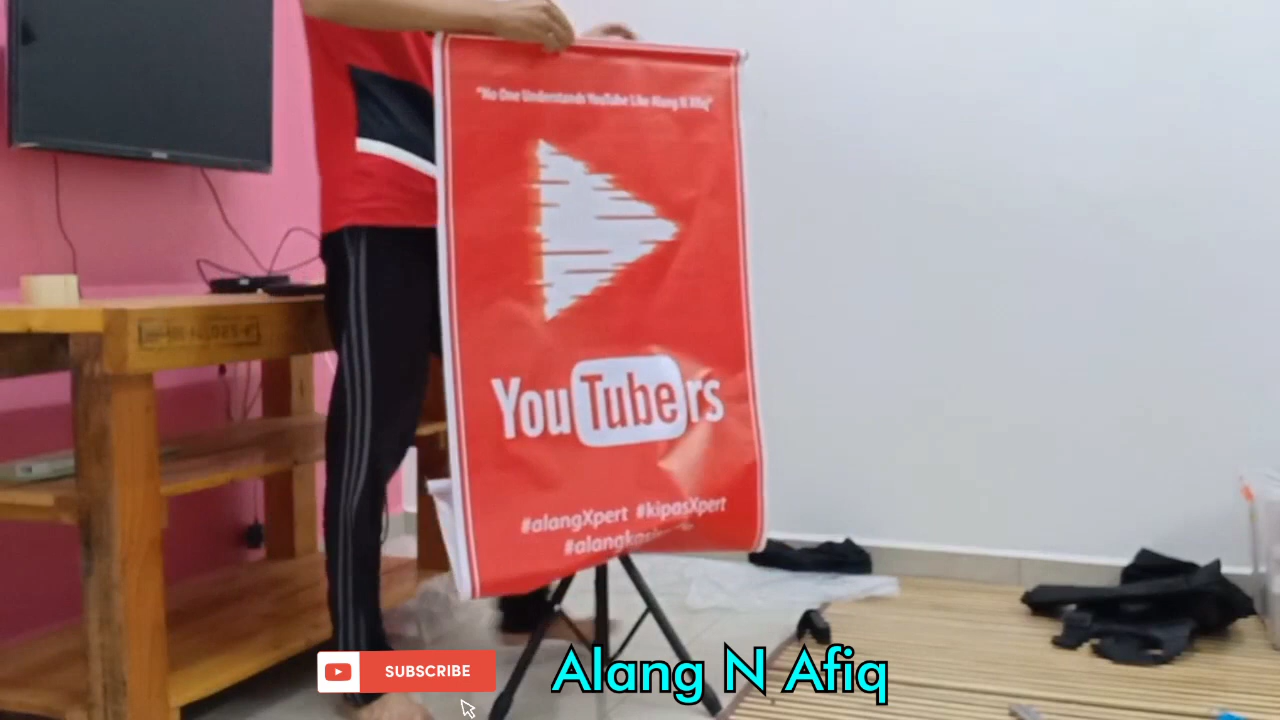 "No One Understands YouTube Like Alang N Afiq"
YouTubers
#alangXpert #kipasXpert
SUBSCRIBE
Alang N Afiq